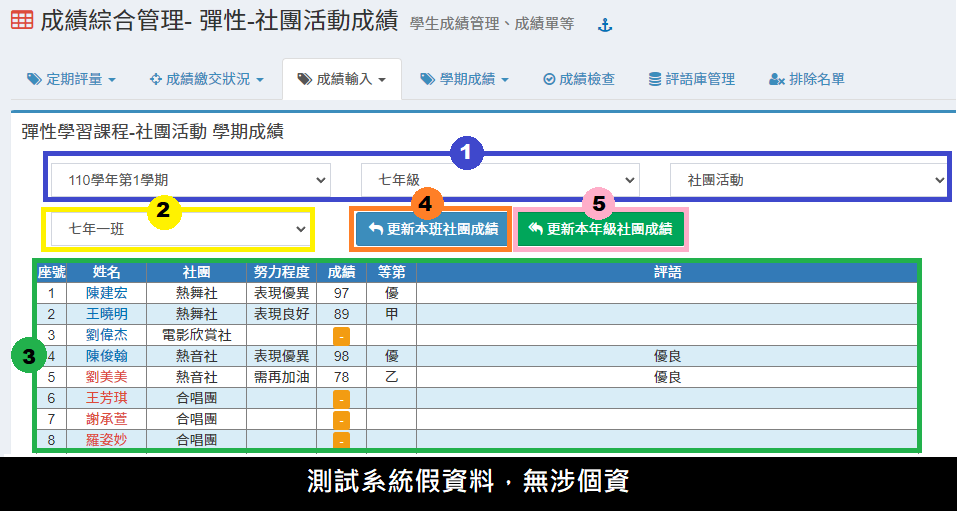 成績綜合管理- 彈性-社團活動成績 學生成績管理、成績單等
定期評量 成績繳交狀況 成績輸入 學期成績 成績檢查 評語庫管理 排除名單
彈性學習課程-社團活動 學期成績
1
110學年第1學期 七年級 社團活動
2 4 5
七年一班 更新本班社團成績 更新本年級社團成績
座號 姓名 社團 努力程度 成績 等第 評語
1 陳建宏 熱舞社 表現優異 97 優
2 王曉明 熱舞社 表現良好 89 甲
3 劉偉杰 電影欣賞社 -
3
4 陳俊翰 熱音社 表現優異 98 優 優良
5 劉美美 熱音社 需再加油 78 乙 優良
6 王芳琪 合唱團 -
7 謝承萱 合唱團 -
8 羅姿妙 合唱團 -
測試系統假資料，無涉個資